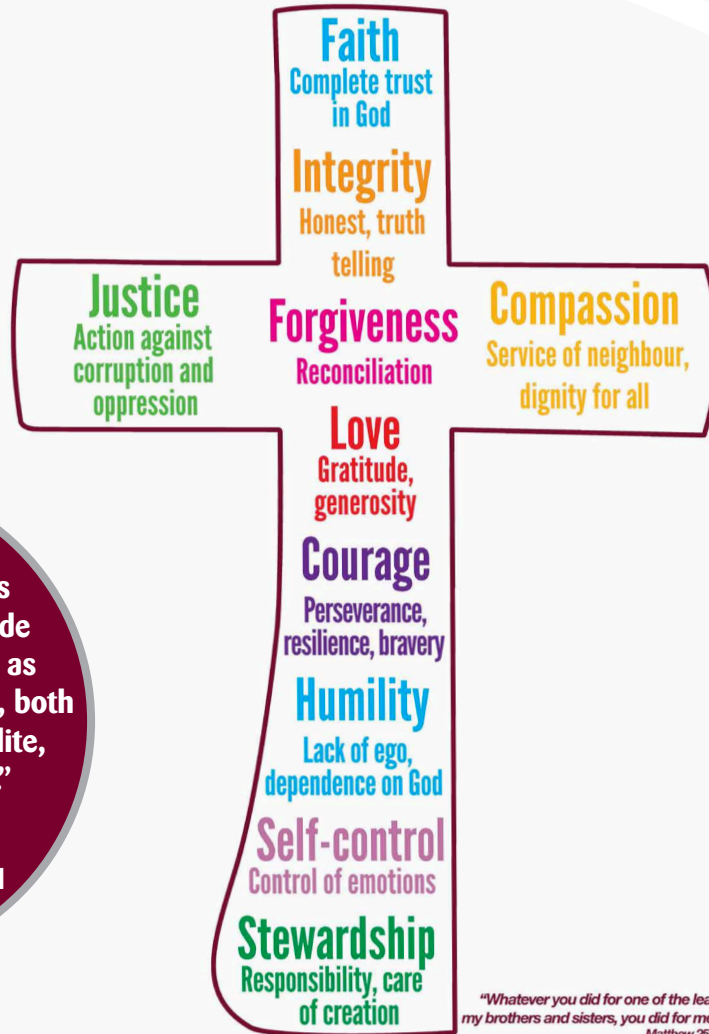 Faith
Complete trust
in God
Integrity
Honest, truth
telling
Justice
Action against
corruption and
oppression
Forgiveness
Reconciliation
Compassion
Service of neighbour,
dignity for all
Love
Gratitude,
generosity
Courage
Perseverance,
resilience, bravery
Humility
Lack of ego,
dependence on God
Self-control
Control of emotions
Stewardship
Responsibility, care
of creation
as
, both
”
"Whatever you did for one of the
my brothers and sisters, you did for
Matthew